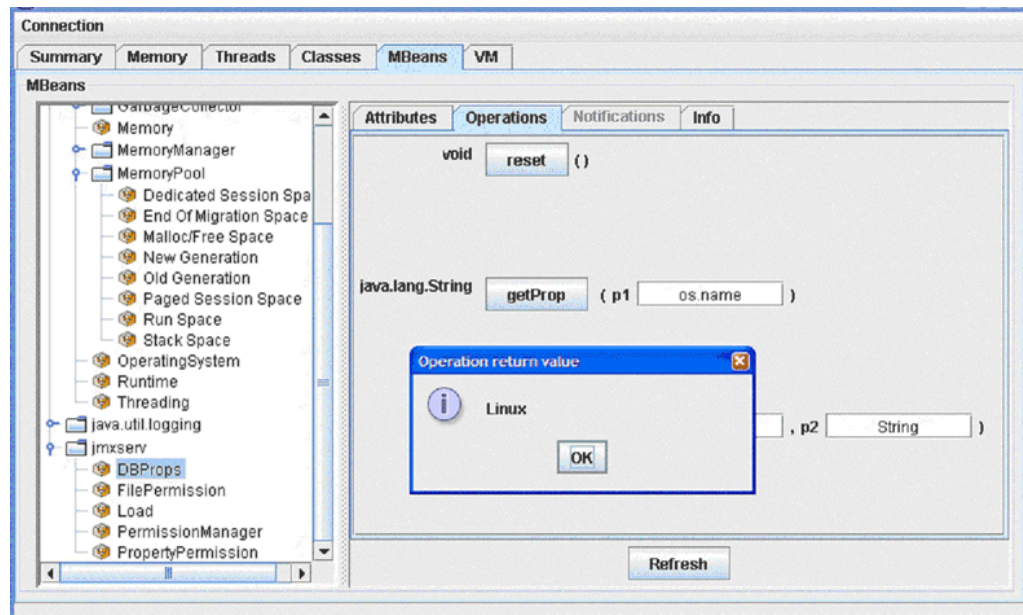 Connection
Summary Memory Threads Classes MBeans VM
MBeans
GarbageCollector
Memory
MemoryManager
MemoryPool
Dedicated Session Spa
End Of Migration Space
Malloc/Free Space
New Generation
Old Generation
Paged Session Space
Run Space
Stack Space
OperatingSystem
Runtime
Threading
java.util.logging
jmxserv
DBProps
FilePermission
Load
PermissionManager
PropertyPermission
Attributes Operations Notifications Info
void reset ( )
java.lang.String getProp ( p1 os.name )
Operation return value
i Linux
OK
, p2 String )
Refresh